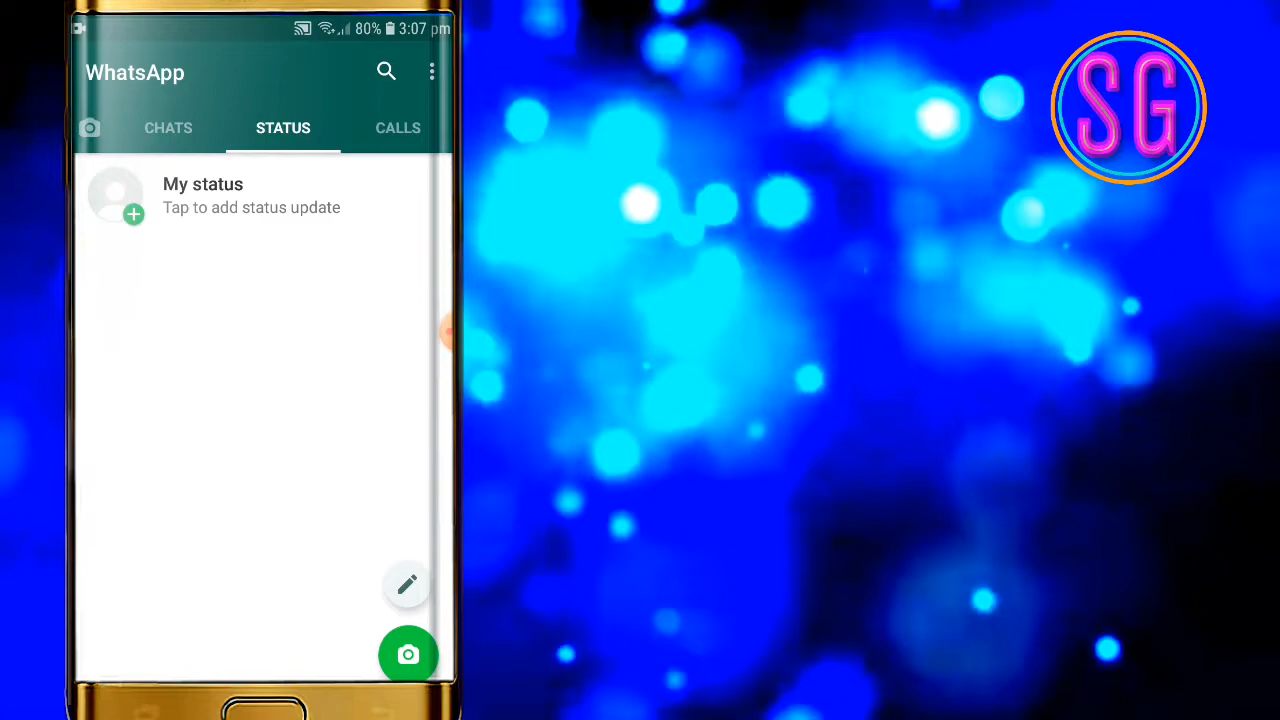 80% 3:07 pm
WhatsApp
CHATS STATUS CALLS
My status
Tap to add status update
SG